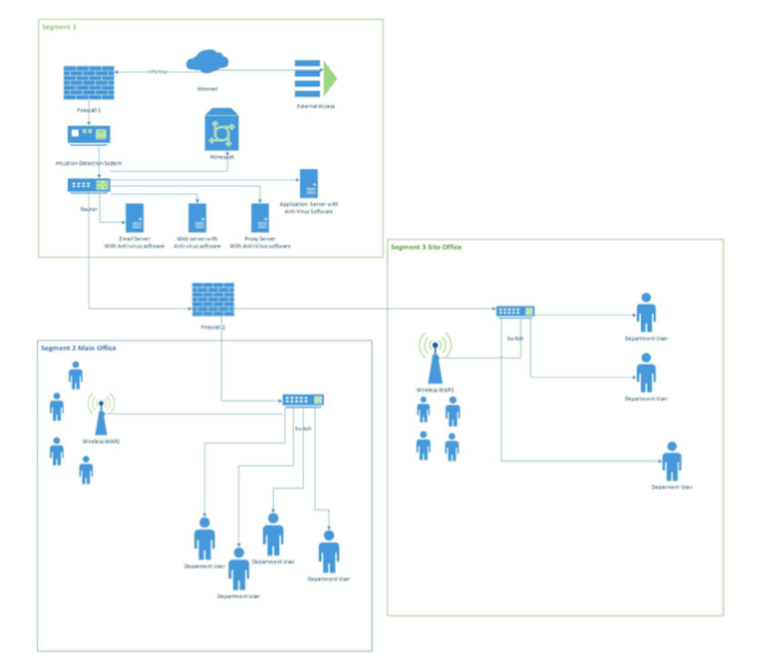 Segment 1
Internet
External Access
Firewall 1
Honeypot
Intustion Detection System
Router
Application Server with
Anti-virus Software
Email Server
With Anti-virus software
Web server with
Anti-virus software
Proxy Server
With Anti-Virus software
Segment 3 Site Office
Firewall 2
Switch
Department User
Wireless WAP2
Department User
Department User
Segment 2 Main Office
Wireless WAP2
Switch
Department User
Department User
Department User
Department User